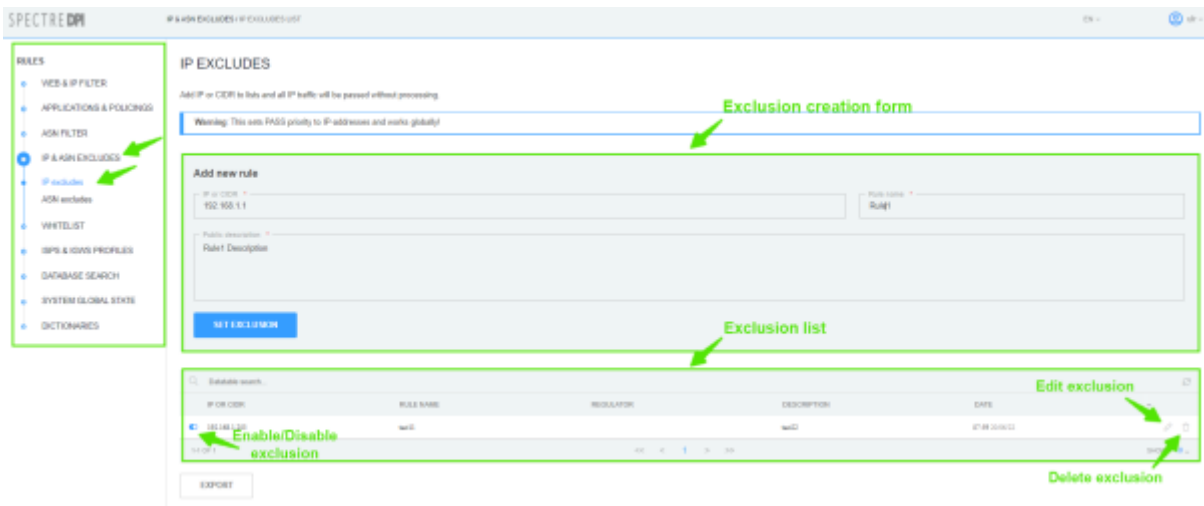 SPECTREDPI
IP & ASN EXCLUDES / IP EXCLUDES LIST
EN
RULES
WEB & IP FILTER
APPLICATIONS & POLICINGS
ASN FILTER
IP & ASN EXCLUDES
IP excludes
ASN excludes
WHITELIST
ISPS & IGWS PROFILES
DATABASE SEARCH
SYSTEM GLOBAL STATE
DICTIONARIES
IP EXCLUDES
Add IP or CIDR to lists and all IP traffic will be passed without processing.
Exclusion creation form
Warning: This sets PASS priority to IP-addresses and works globally!
Add new rule
IP or CIDR *
192.168.1.1
Rule name *
Rule1
Public description *
Rule1 Description
SET EXCLUSION
Exclusion list
Datatable search...
Edit exclusion
IP OR CIDR
RULE NAME
REGULATOR
DESCRIPTION
DATE
Enable/Disable
exclusion
<< < 1 > >>
Delete exclusion
EXPORT